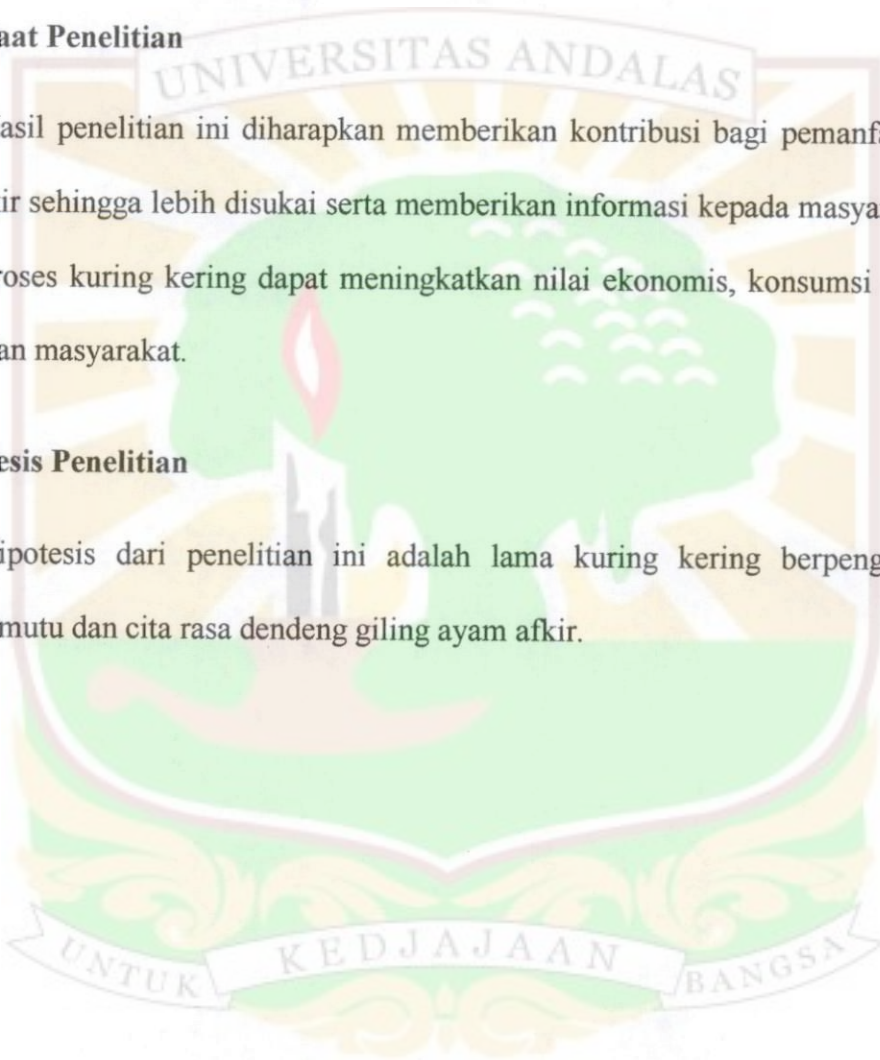 aat Penelitian
UNIVERSITAS ANDALAS
asil penelitian ini diharapkan memberikan kontribusi bagi pemanf
ir sehingga lebih disukai serta memberikan informasi kepada masya
roses kuring kering dapat meningkatkan nilai ekonomis, konsumsi
an masyarakat.
esis Penelitian
ipotesis dari penelitian ini adalah lama kuring kering berpeng
mutu dan cita rasa dendeng giling ayam afkir.
UNTUK KEDJAJAAN BANGSA